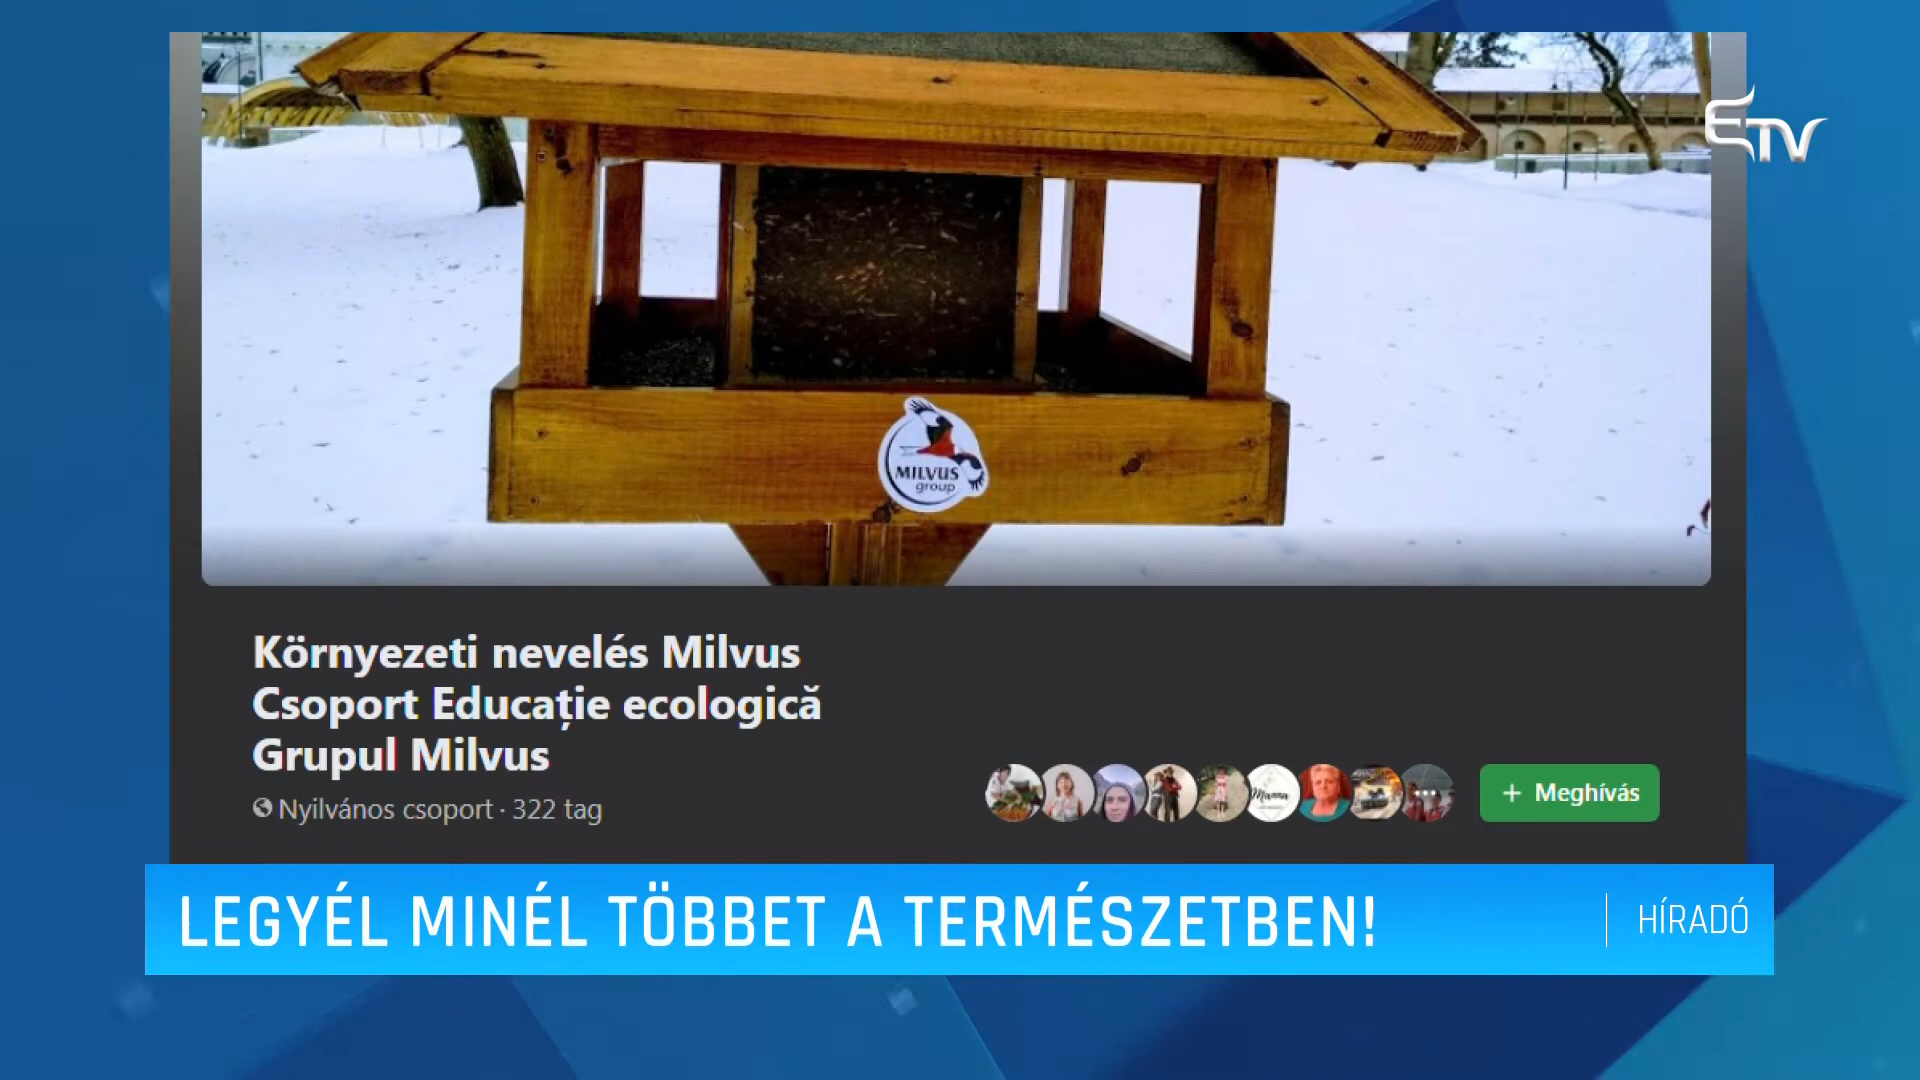 ETV
MILVUS
group
Környezeti nevelés Milvus
Csoport Educație ecologică
Grupul Milvus
Nyilvános csoport · 322 tag
Manna
+ Meghívás
LEGYÉL MINÉL TÖBBET A TERMÉSZETBEN!
HÍRADÓ